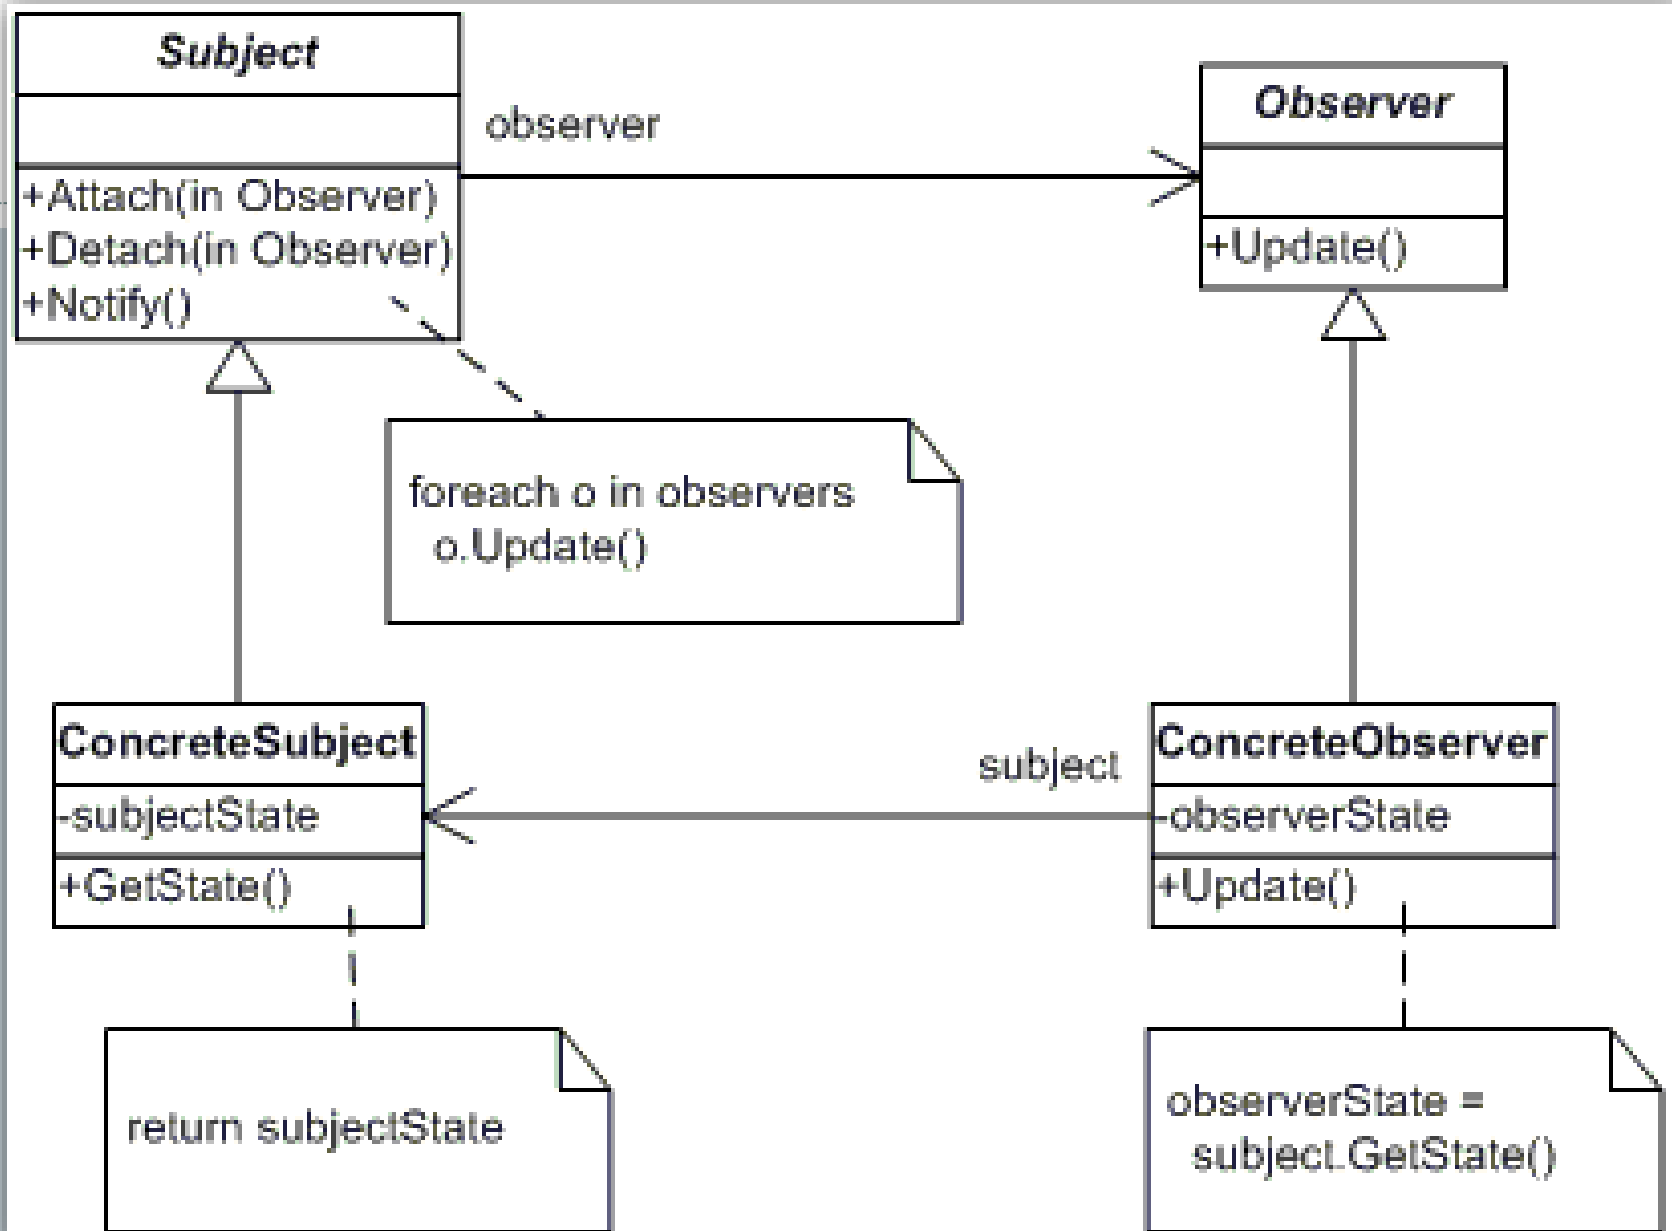 Subject
+Attach(in Observer)
+Detach(in Observer)
+Notify()
observer
Observer
+Update()
foreach o in observers
o.Update()
ConcreteSubject
-subjectState
+GetState()
subject
ConcreteObserver
-observerState
+Update()
return subjectState
observerState =
subject.GetState()